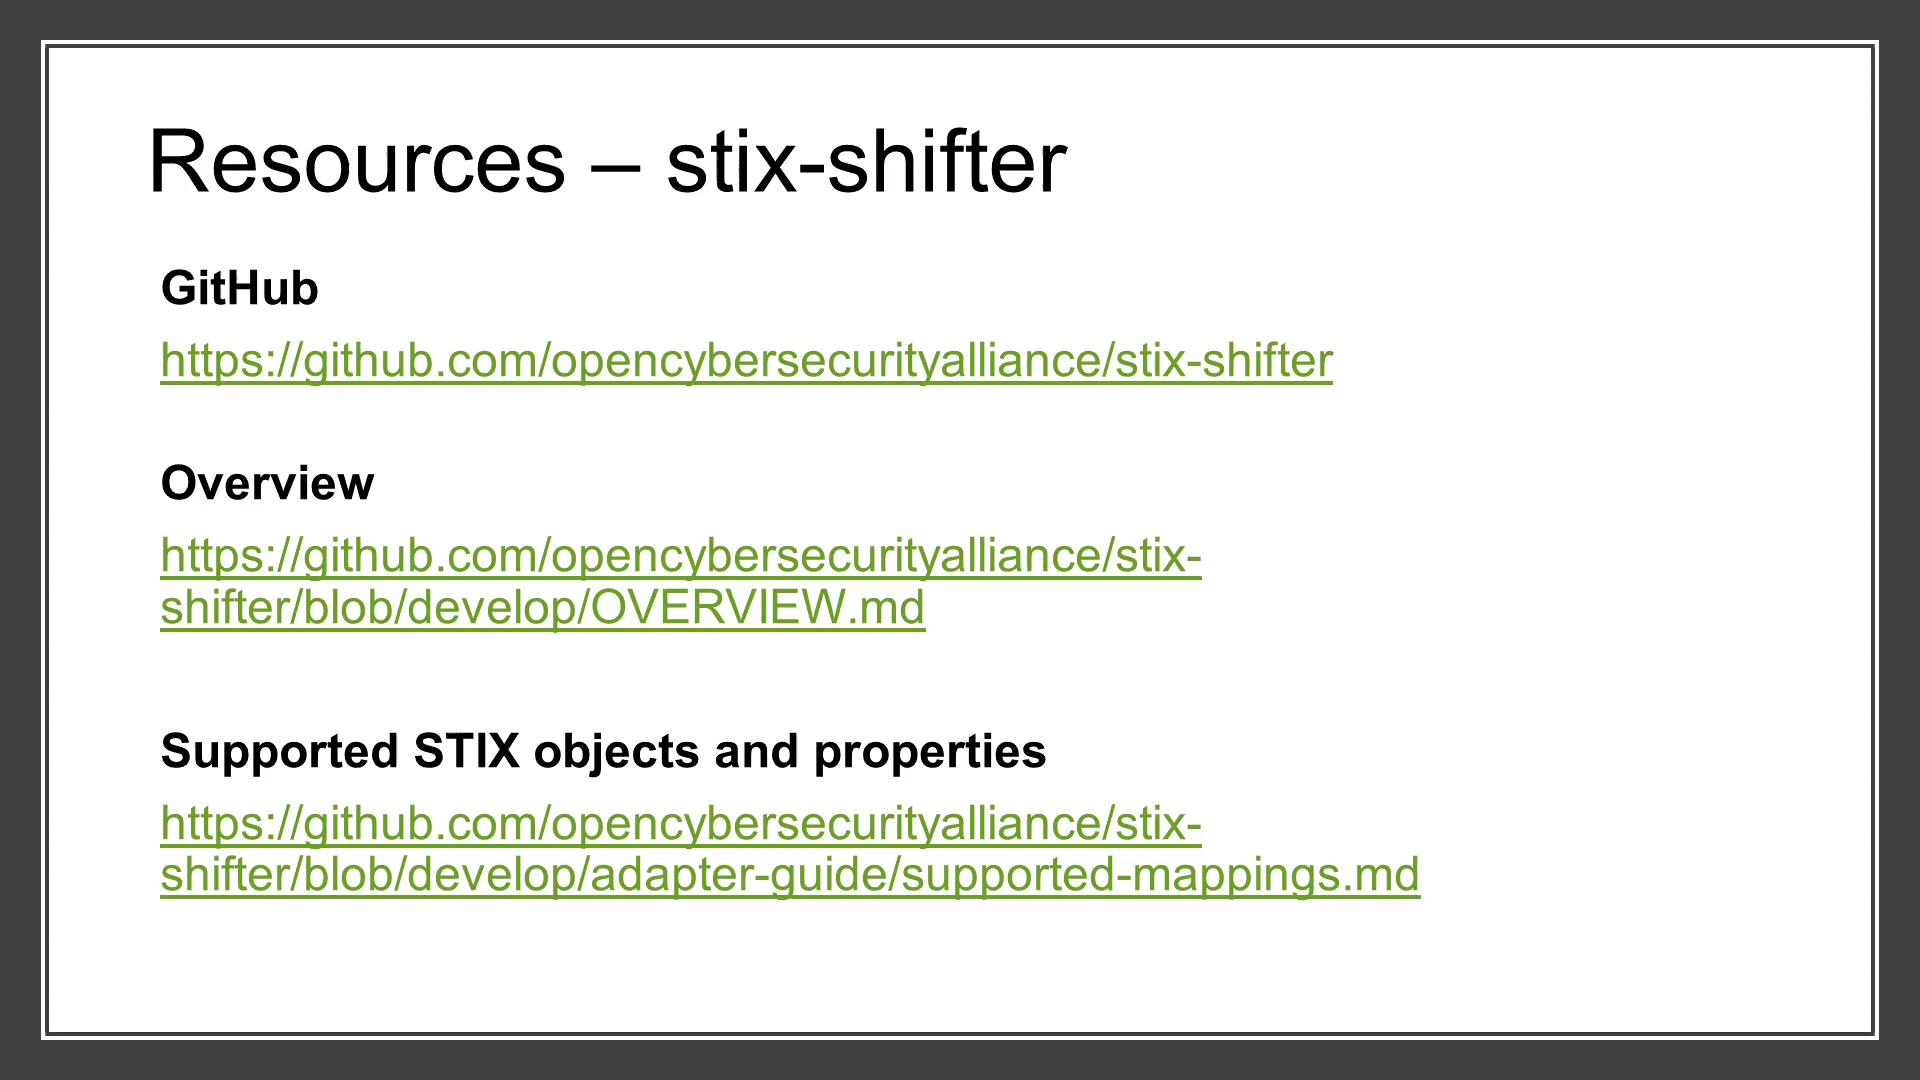 Resources – stix-shifter
GitHub
https://github.com/opencybersecurityalliance/stix-shifter
Overview
https://github.com/opencybersecurityalliance/stix-
shifter/blob/develop/OVERVIEW.md
Supported STIX objects and properties
https://github.com/opencybersecurityalliance/stix-
shifter/blob/develop/adapter-guide/supported-mappings.md